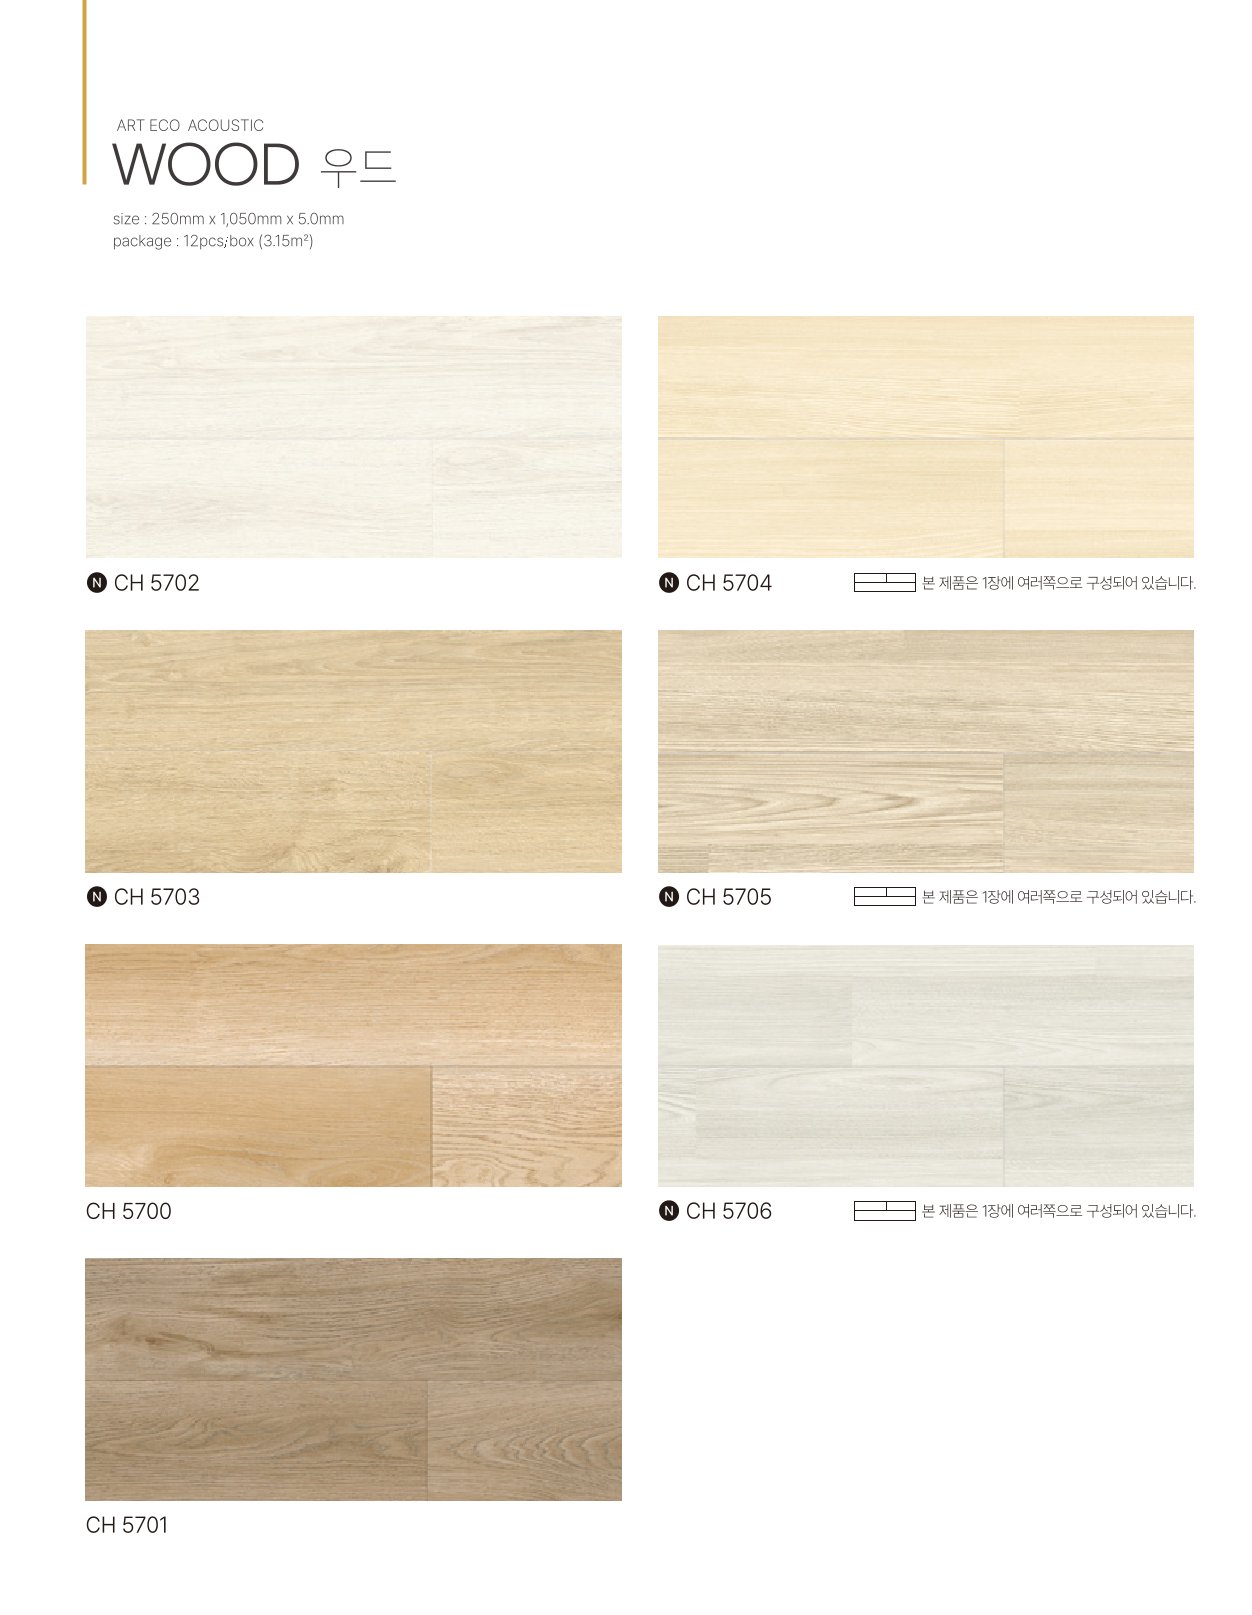 ART ECO ACOUSTIC
WOOD 우드
size : 250mm x 1,050mm x 5.0mm
package : 12pcs;box (3.15m²)
N CH 5702
N CH 5704 본 제품은 1장에 여러쪽으로 구성되어 있습니다.
N CH 5703
N CH 5705 본 제품은 1장에 여러쪽으로 구성되어 있습니다.
CH 5700
N CH 5706 본 제품은 1장에 여러쪽으로 구성되어 있습니다.
CH 5701